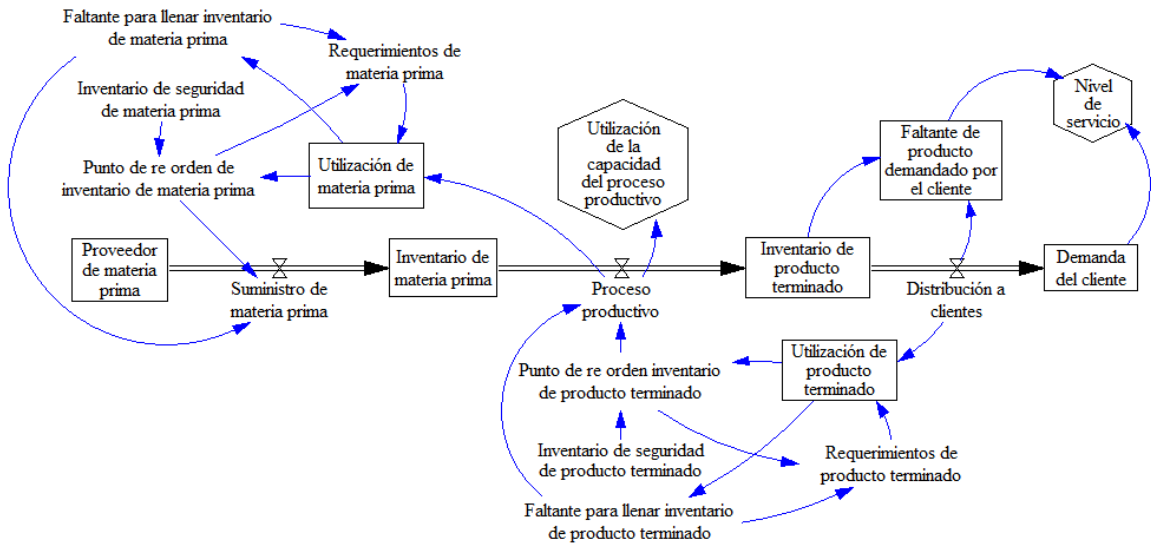 Faltante para llenar inventario
de materia prima
Requerimientos de
materia prima
Inventario de seguridad
de materia prima
Punto de re orden de
inventario de materia prima
Utilización de
materia prima
Utilización
de la
capacidad
del proceso
productivo
Faltante de
producto
demandado por
el cliente
Nivel
de
servicio
Proveedor
de materia
prima
Suministro de
materia prima
Inventario de
materia prima
Proceso
productivo
Inventario de
producto
terminado
Distribución a
clientes
Demanda
del cliente
Punto de re orden inventario
de producto terminado
Utilización de
producto
terminado
Inventario de seguridad
de producto terminado
Requerimientos de
producto terminado
Faltante para llenar inventario
de producto terminado